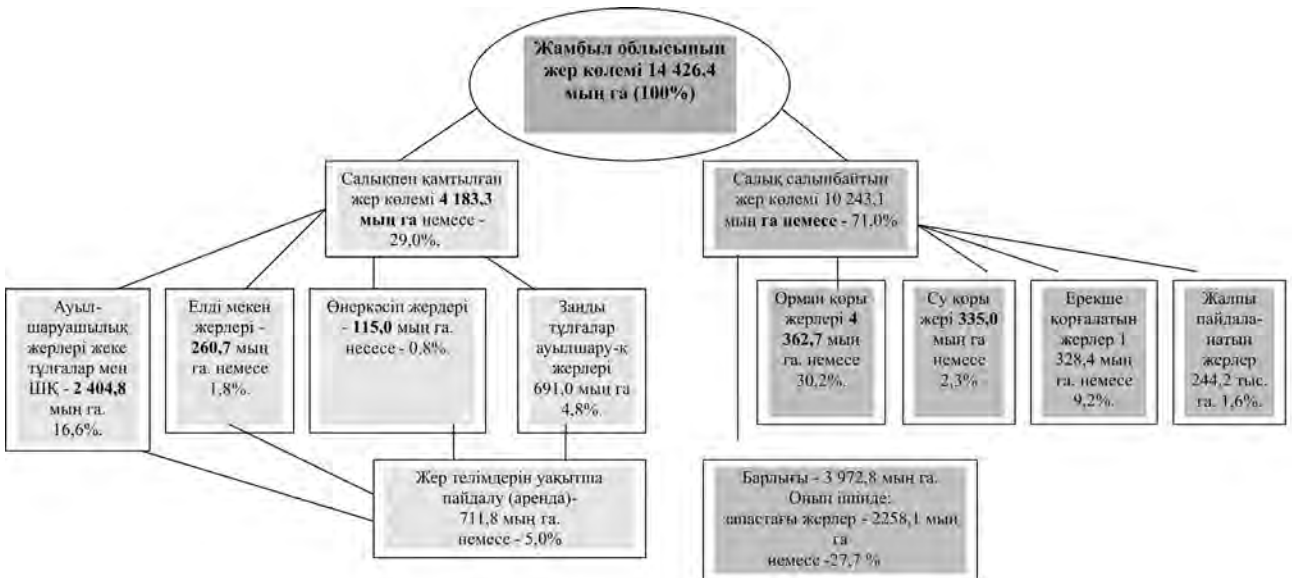 Жамбыл облысының
жер көлемі 14 426,4
мың га (100%)
Салықпен қамтылған
жер көлемі 4 183,3
мың га немесе -
29,0%.
Салық салынбайтын
жер көлемі 10 243,1
мың га немесе - 71,0%
Ауыл-
шаруашылық
жерлері жеке
тұлғалар мен
ШҚ - 2 404,8
мың га.
16,6%.
Елді мекен
жерлері -
260,7 мың
га. немесе
1,8%.
Өнеркәсіп жердері
- 115,0 мың га.
несесе - 0,8%.
Заңды
тұлғалар
ауылшару-қ
жерлері
691,0 мың га
4,8%.
Орман қоры
жерлері 4
362,7 мың
га. немесе
30,2%.
Су қоры
жері 335,0
мың га
немесе
2,3%.
Ерекше
қорғалатын
жерлер 1
328,4 мың
га. немесе
9,2%.
Жалпы
пайдала-
натын
жерлер
244,2 тыс.
га. 1,6%.
Жер телімдерін уақытша
пайдалу (аренда)-
711,8 мың га.
немесе - 5,0%
Барлығы - 3 972,8 мың га.
Оның ішінде:
запастағы жерлер - 2258,1 мың
га
немесе -27,7 %